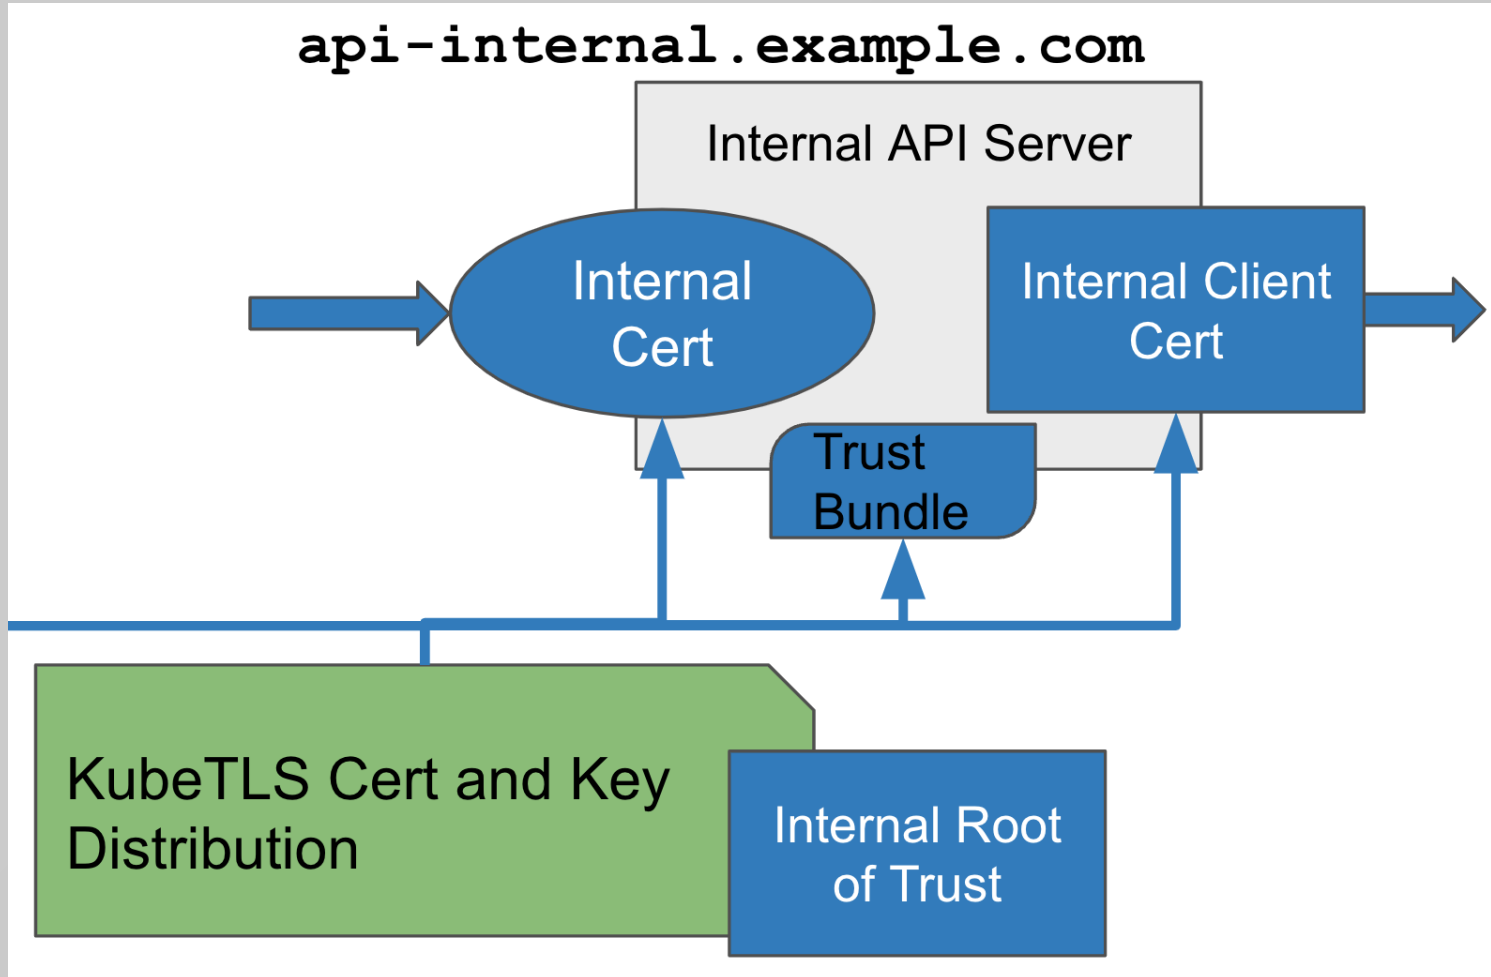 api-internal.example.com
Internal API Server
Internal
Cert
Internal Client
Cert
Trust
Bundle
KubeTLS Cert and Key
Distribution
Internal Root
of Trust